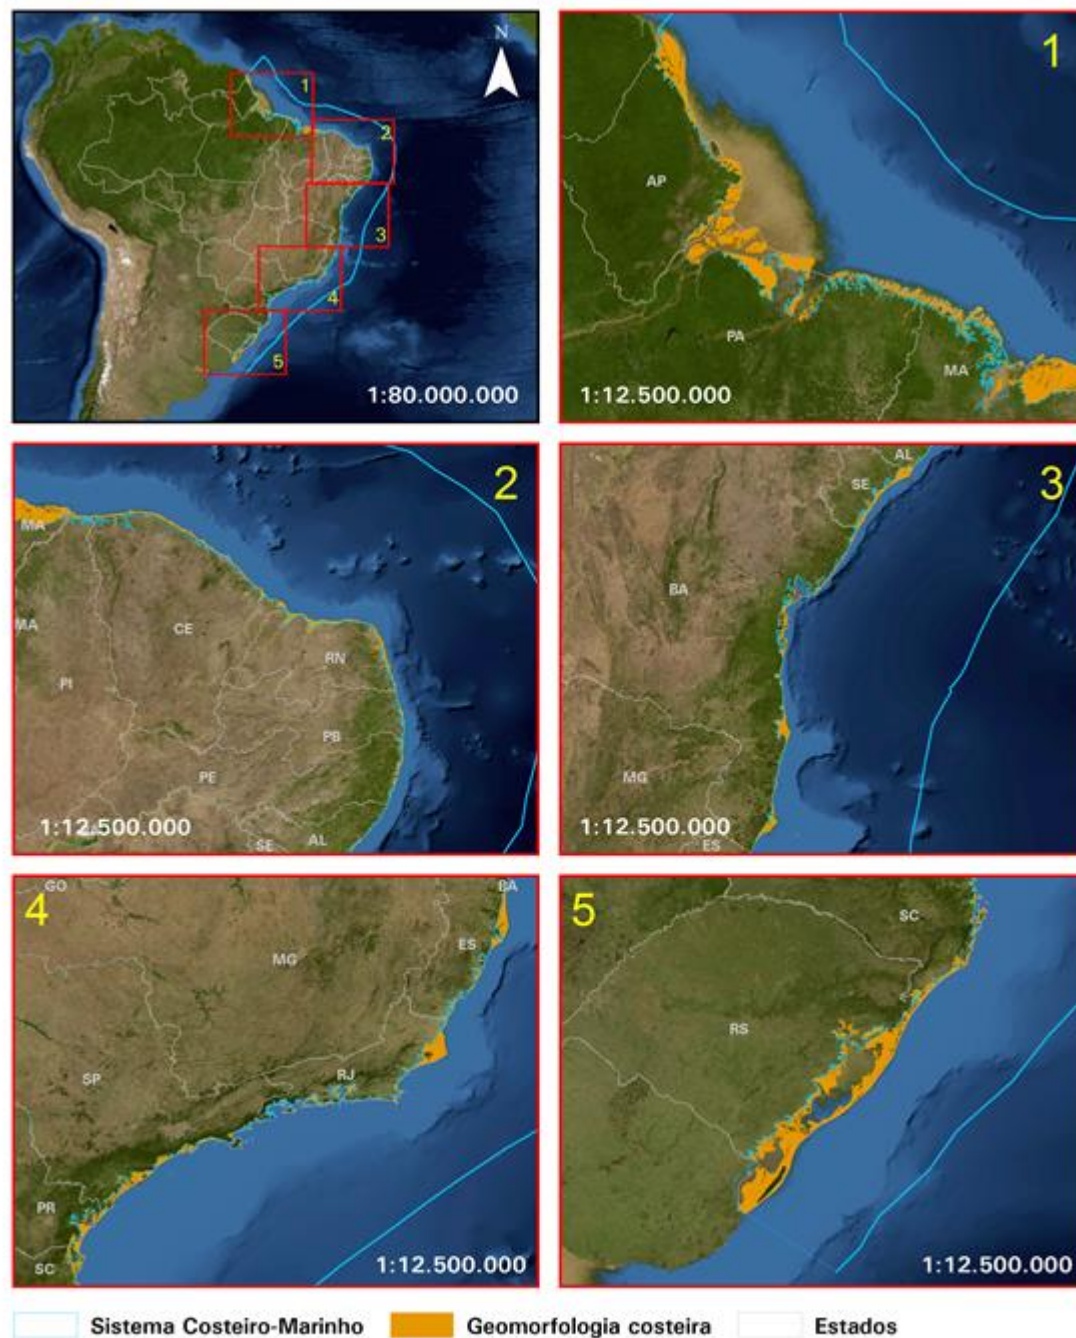 N
1
2
3
4
5
1:80.000.000
1
AP
PA
MA
1:12.500.000
2
MA
MA
CE
PI
RN
PB
PE
AL
SE
1:12.500.000
3
AL
SE
BA
MG
ES
1:12.500.000
4
GO
BA
ES
MG
SP
RJ
PR
SC
1:12.500.000
5
SC
RS
1:12.500.000
Sistema Costeiro-Marinho Geomorfologia costeira Estados